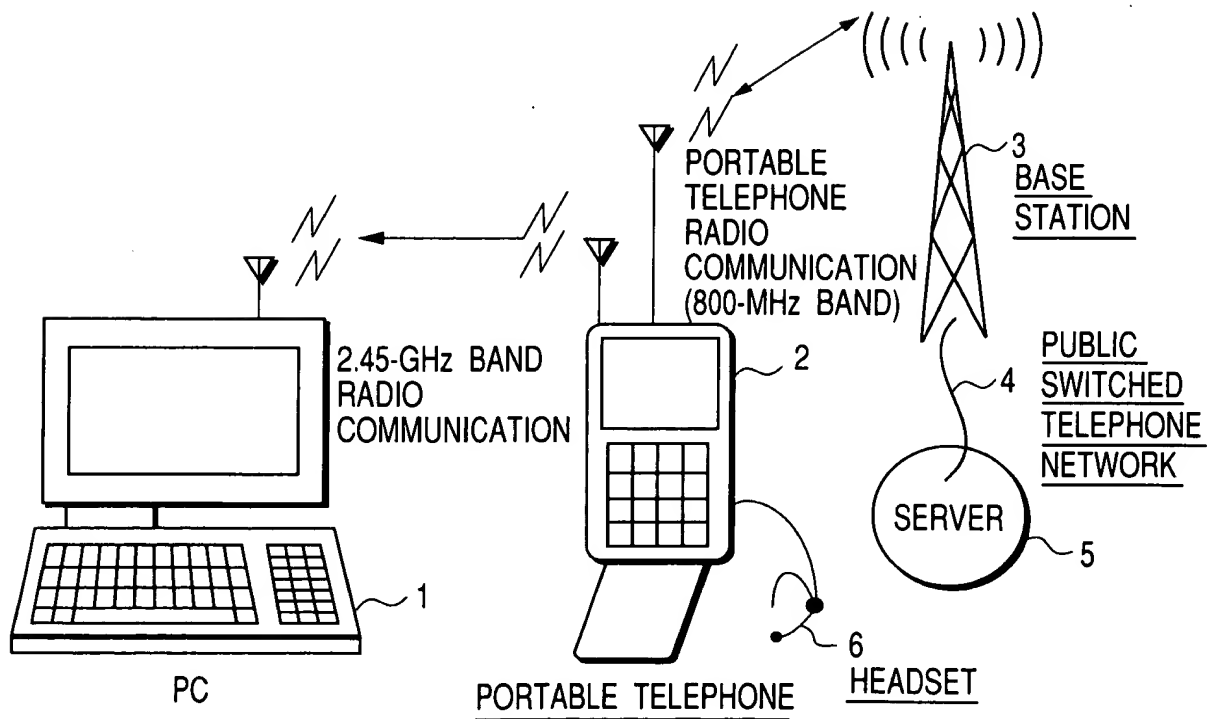 PORTABLE
TELEPHONE
RADIO
COMMUNICATION
(800-MHz BAND)
3
BASE
STATION
2.45-GHz BAND
RADIO
COMMUNICATION
2
4
PUBLIC
SWITCHED
TELEPHONE
NETWORK
SERVER
5
1
6
HEADSET
PC
PORTABLE TELEPHONE